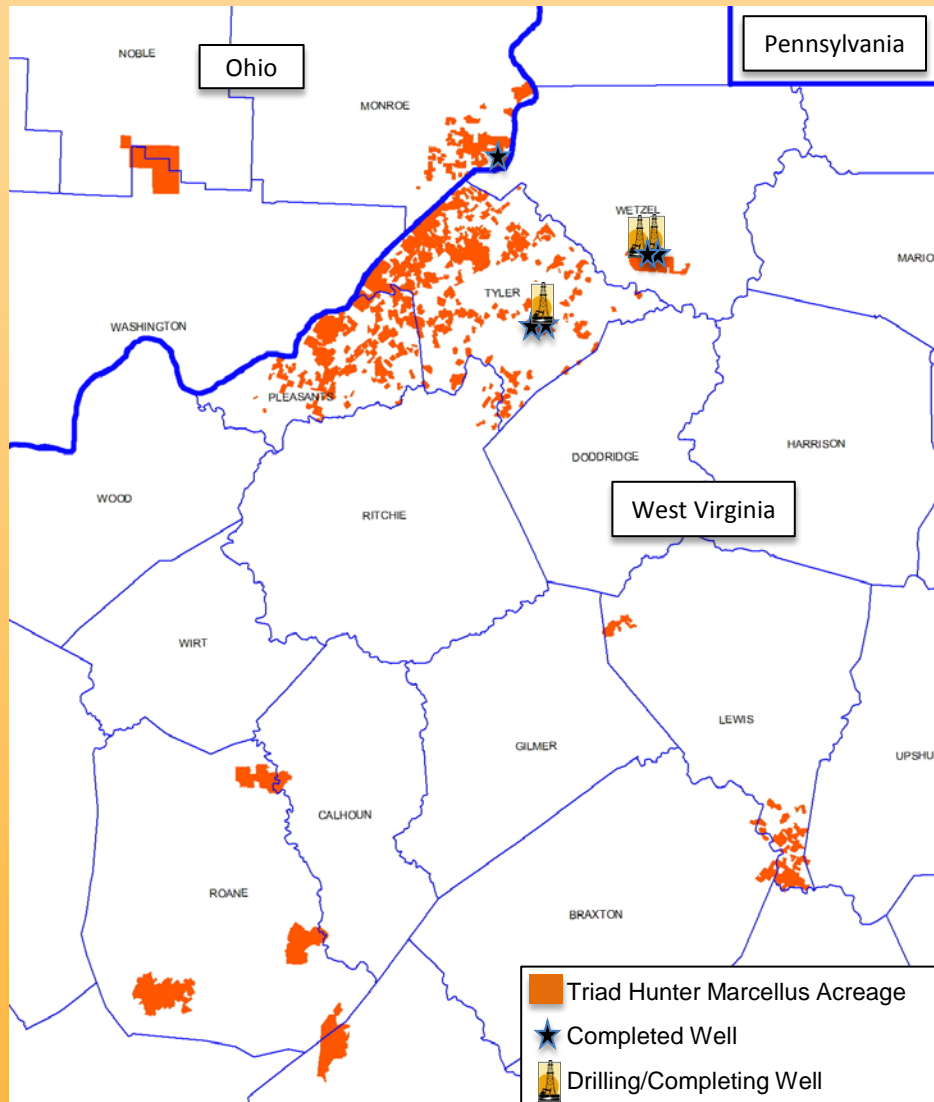 NOBLE
Ohio
Pennsylvania
MONROE
WETZEL
MARIO
TYLER
WASHINGTON
PLEASANTS
DODDRIDGE
HARRISON
WOOD
RITCHIE
West Virginia
WIRT
LEWIS
GILMER
UPSHU
CALHOUN
ROANE
BRAXTON
Triad Hunter Marcellus Acreage
Completed Well
Drilling/Completing Well